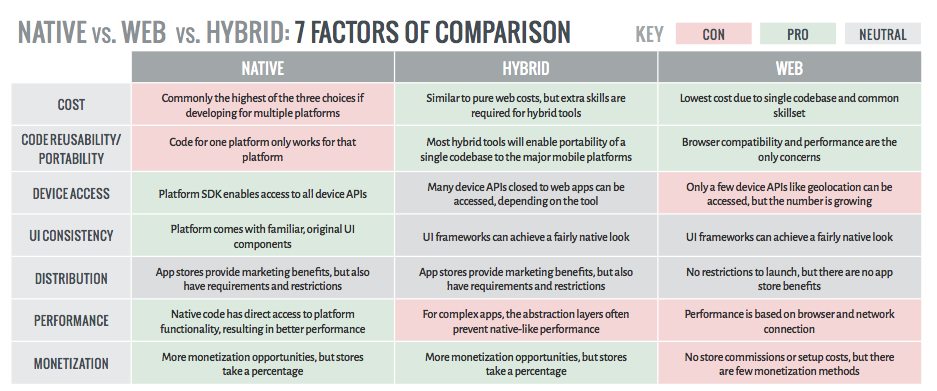 NATIVE vs. WEB vs. HYBRID: 7 FACTORS OF COMPARISON
KEY CON PRO NEUTRAL
NATIVE HYBRID WEB
COST
Commonly the highest of the three choices if
developing for multiple platforms
Similar to pure web costs, but extra skills are
required for hybrid tools
Lowest cost due to single codebase and common
skillset
CODE REUSABILITY/
PORTABILITY
Code for one platform only works for that
platform
Most hybrid tools will enable portability of a
single codebase to the major mobile platforms
Browser compatibility and performance are the
only concerns
DEVICE ACCESS
Platform SDK enables access to all device APIs
Many device APIs closed to web apps can be
accessed, depending on the tool
Only a few device APIs like geolocation can be
accessed, but the number is growing
UI CONSISTENCY
Platform comes with familiar, original UI
components
UI frameworks can achieve a fairly native look
UI frameworks can achieve a fairly native look
DISTRIBUTION
App stores provide marketing benefits, but also
have requirements and restrictions
App stores provide marketing benefits, but also
have requirements and restrictions
No restrictions to launch, but there are no app
store benefits
PERFORMANCE
Native code has direct access to platform
functionality, resulting in better performance
For complex apps, the abstraction layers often
prevent native-like performance
Performance is based on browser and network
connection
MONETIZATION
More monetization opportunities, but stores
take a percentage
More monetization opportunities, but stores
take a percentage
No store commissions or setup costs, but there
are few monetization methods